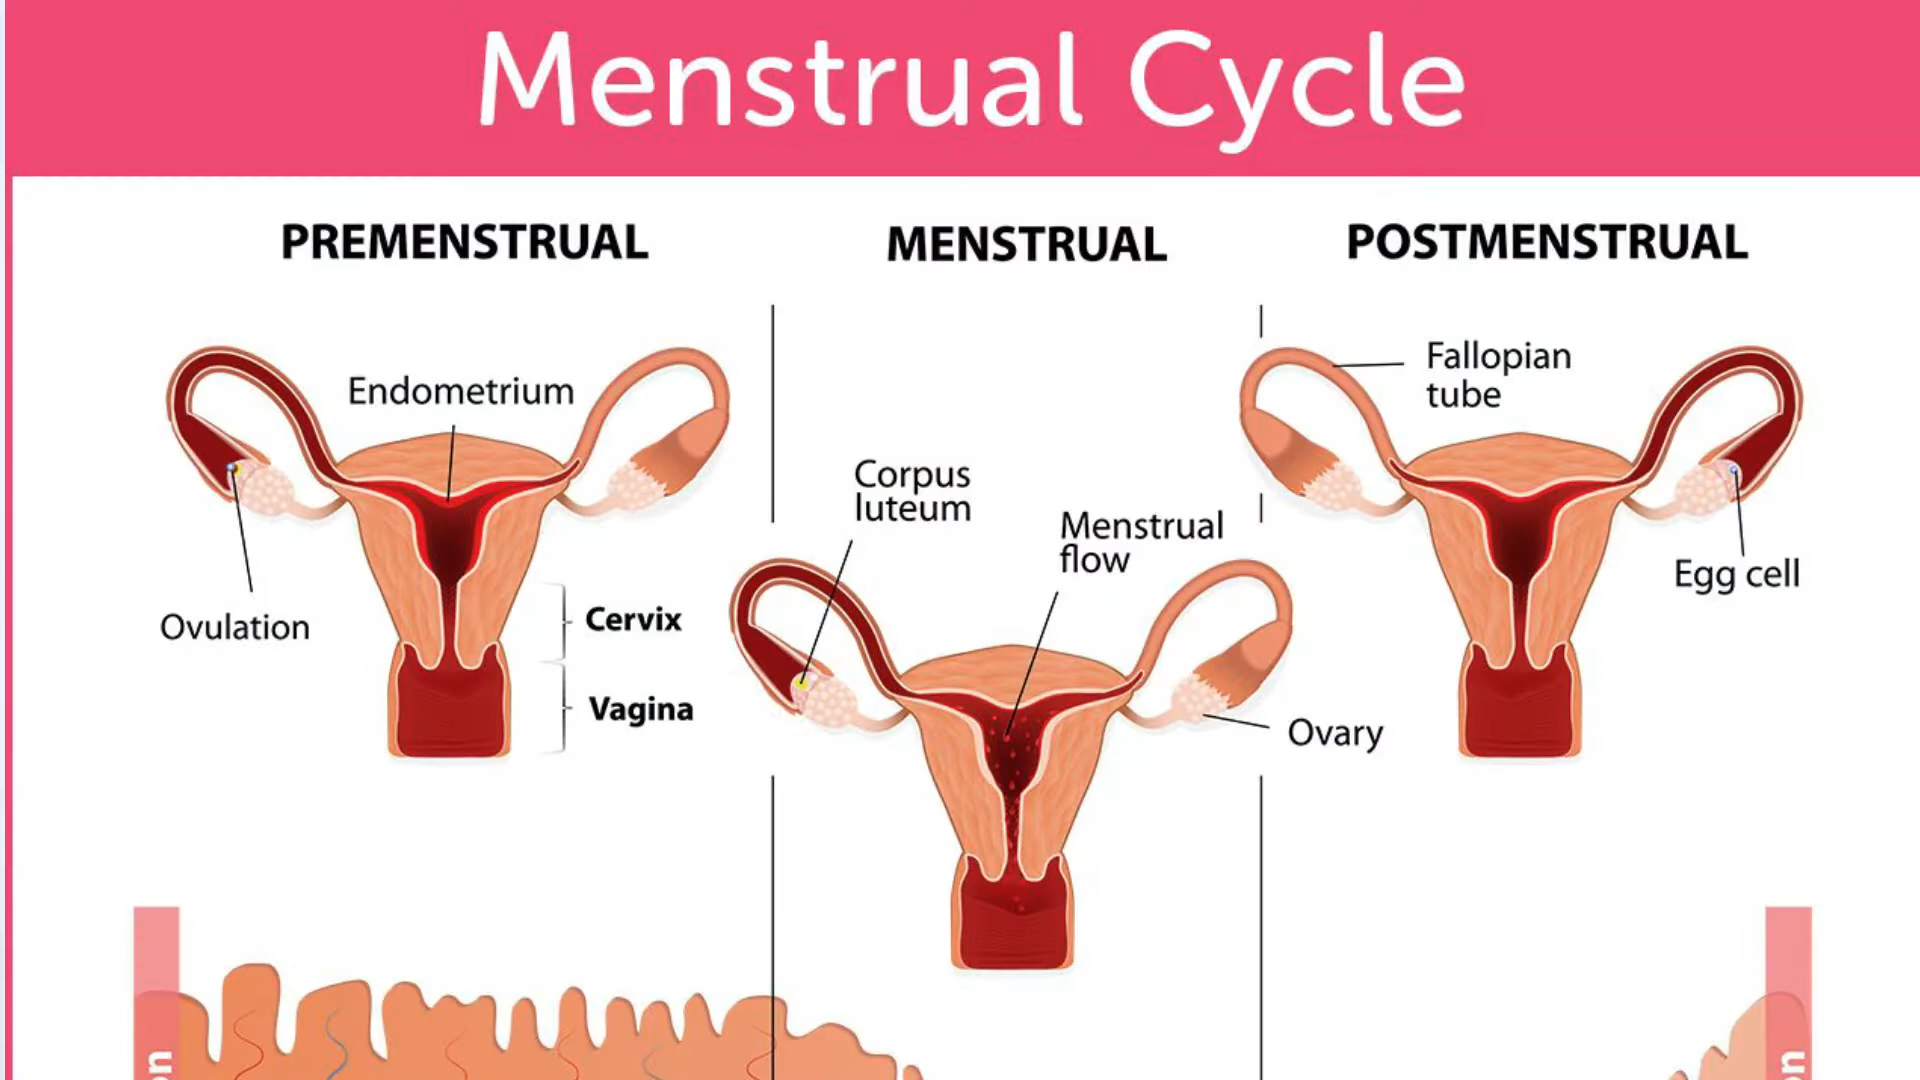 Menstrual Cycle
PREMENSTRUAL
MENSTRUAL
POSTMENSTRUAL
Endometrium
Ovulation
Cervix
Vagina
Corpus
luteum
Menstrual
flow
Ovary
Fallopian
tube
Egg cell